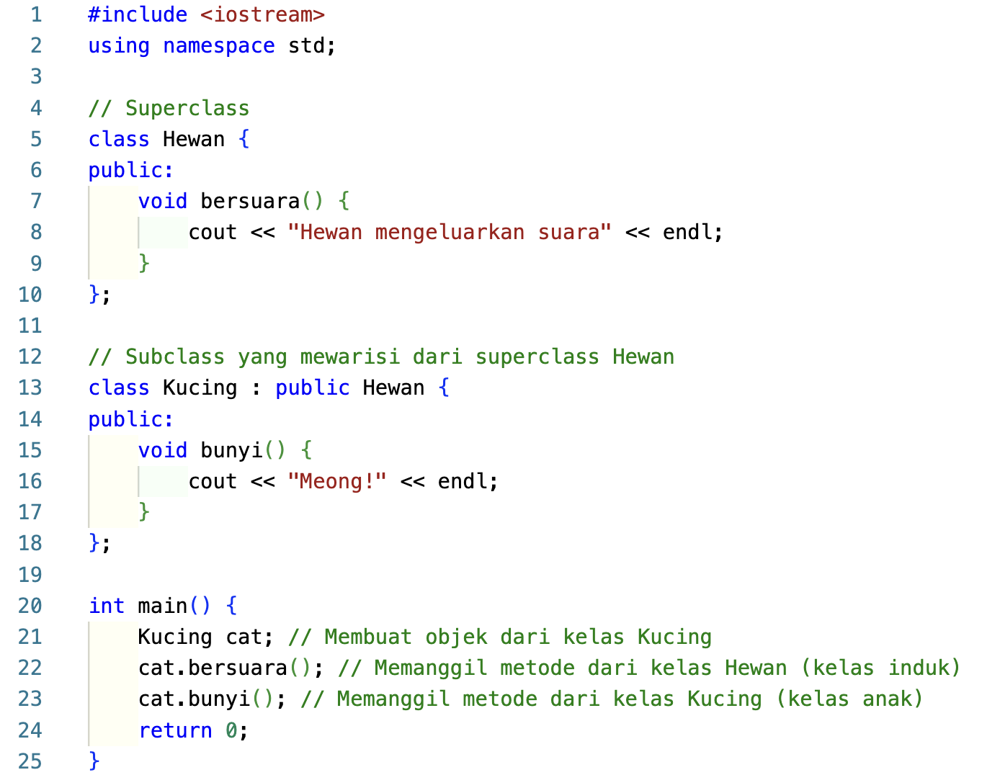 1 #include <iostream>
2 using namespace std;
3
4 // Superclass
5 class Hewan {
6 public:
7     void bersuara() {
8         cout << "Hewan mengeluarkan suara" << endl;
9     }
10 };
11
12 // Subclass yang mewarisi dari superclass Hewan
13 class Kucing : public Hewan {
14 public:
15     void bunyi() {
16         cout << "Meong!" << endl;
17     }
18 };
19
20 int main() {
21     Kucing cat; // Membuat objek dari kelas Kucing
22     cat.bersuara(); // Memanggil metode dari kelas Hewan (kelas induk)
23     cat.bunyi(); // Memanggil metode dari kelas Kucing (kelas anak)
24     return 0;
25 }